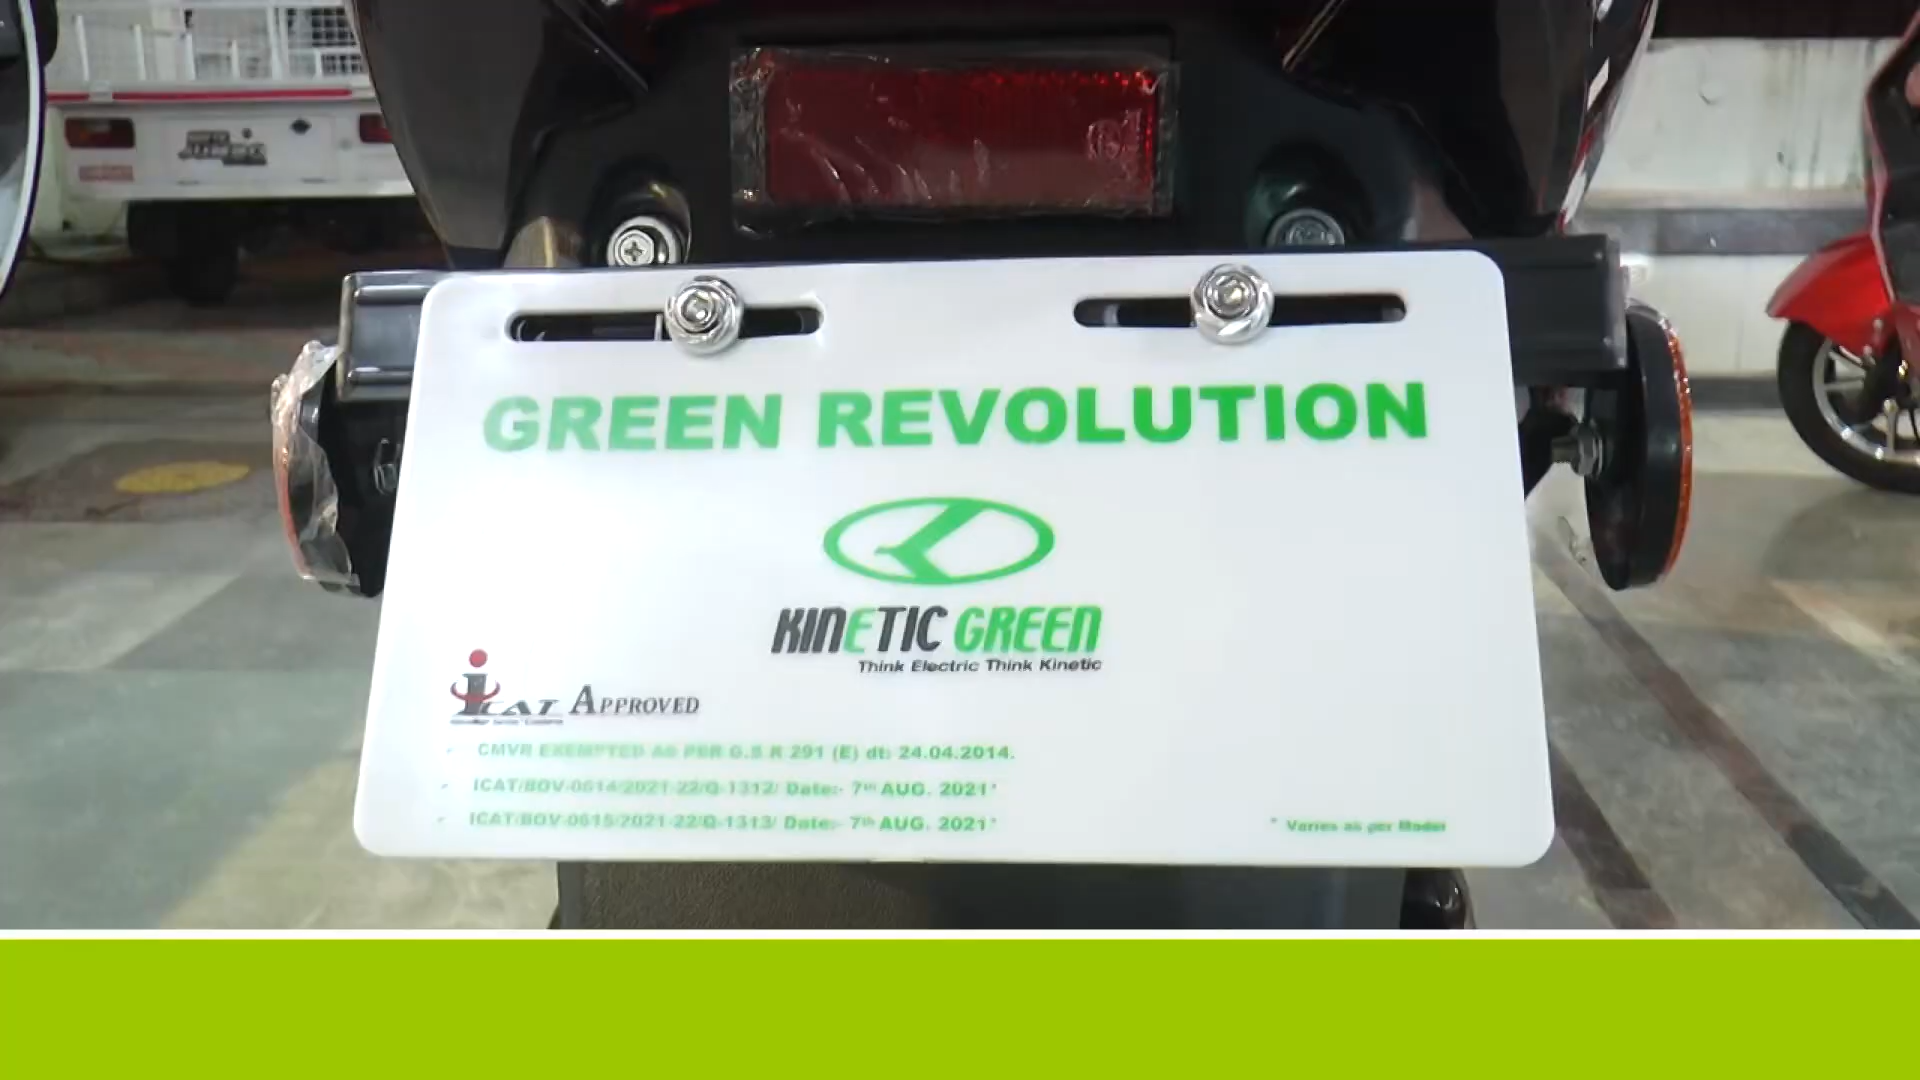 GREEN REVOLUTION
KINETIC GREEN
Think Electric Think Kinetic
iCAT APPROVED
CMVR EXEMPTED AS PER G.S.R 291 (E) dt: 24.04.2014.
ICAT/BOV-0614/2021-22/Q-1312/ Date:- 7th AUG. 2021*
ICAT/BOV-0615/2021-22/Q-1313/ Date:- 7th AUG. 2021*
* Varies as per Model